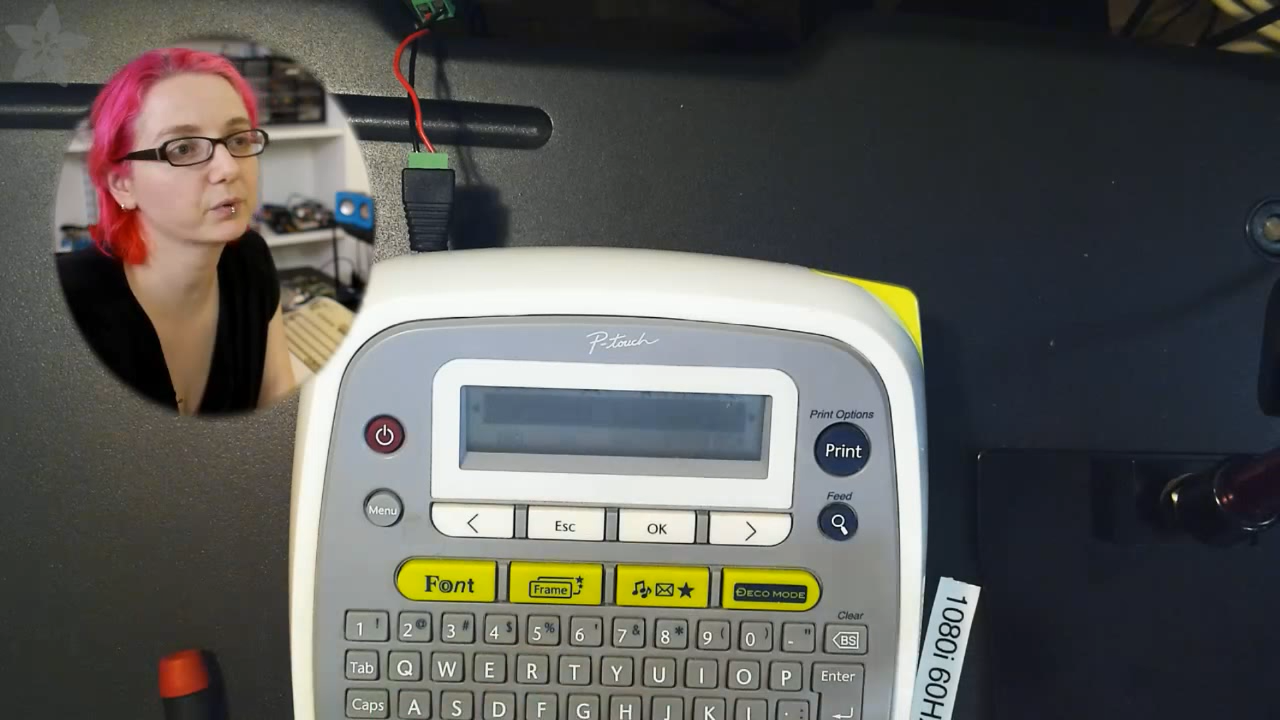 P-touch
Print Options
Print
Menu
Feed
Esc
OK
Font
Frame
DECO MODE
Clear
1 ! 2 @ 3 # 4 $ 5 % 6 ' 7 & 8 * 9 ( 0 ) - " BS
Tab Q W E R T Y U I O P Enter
Caps A S D F G H J K L
1080i 60H